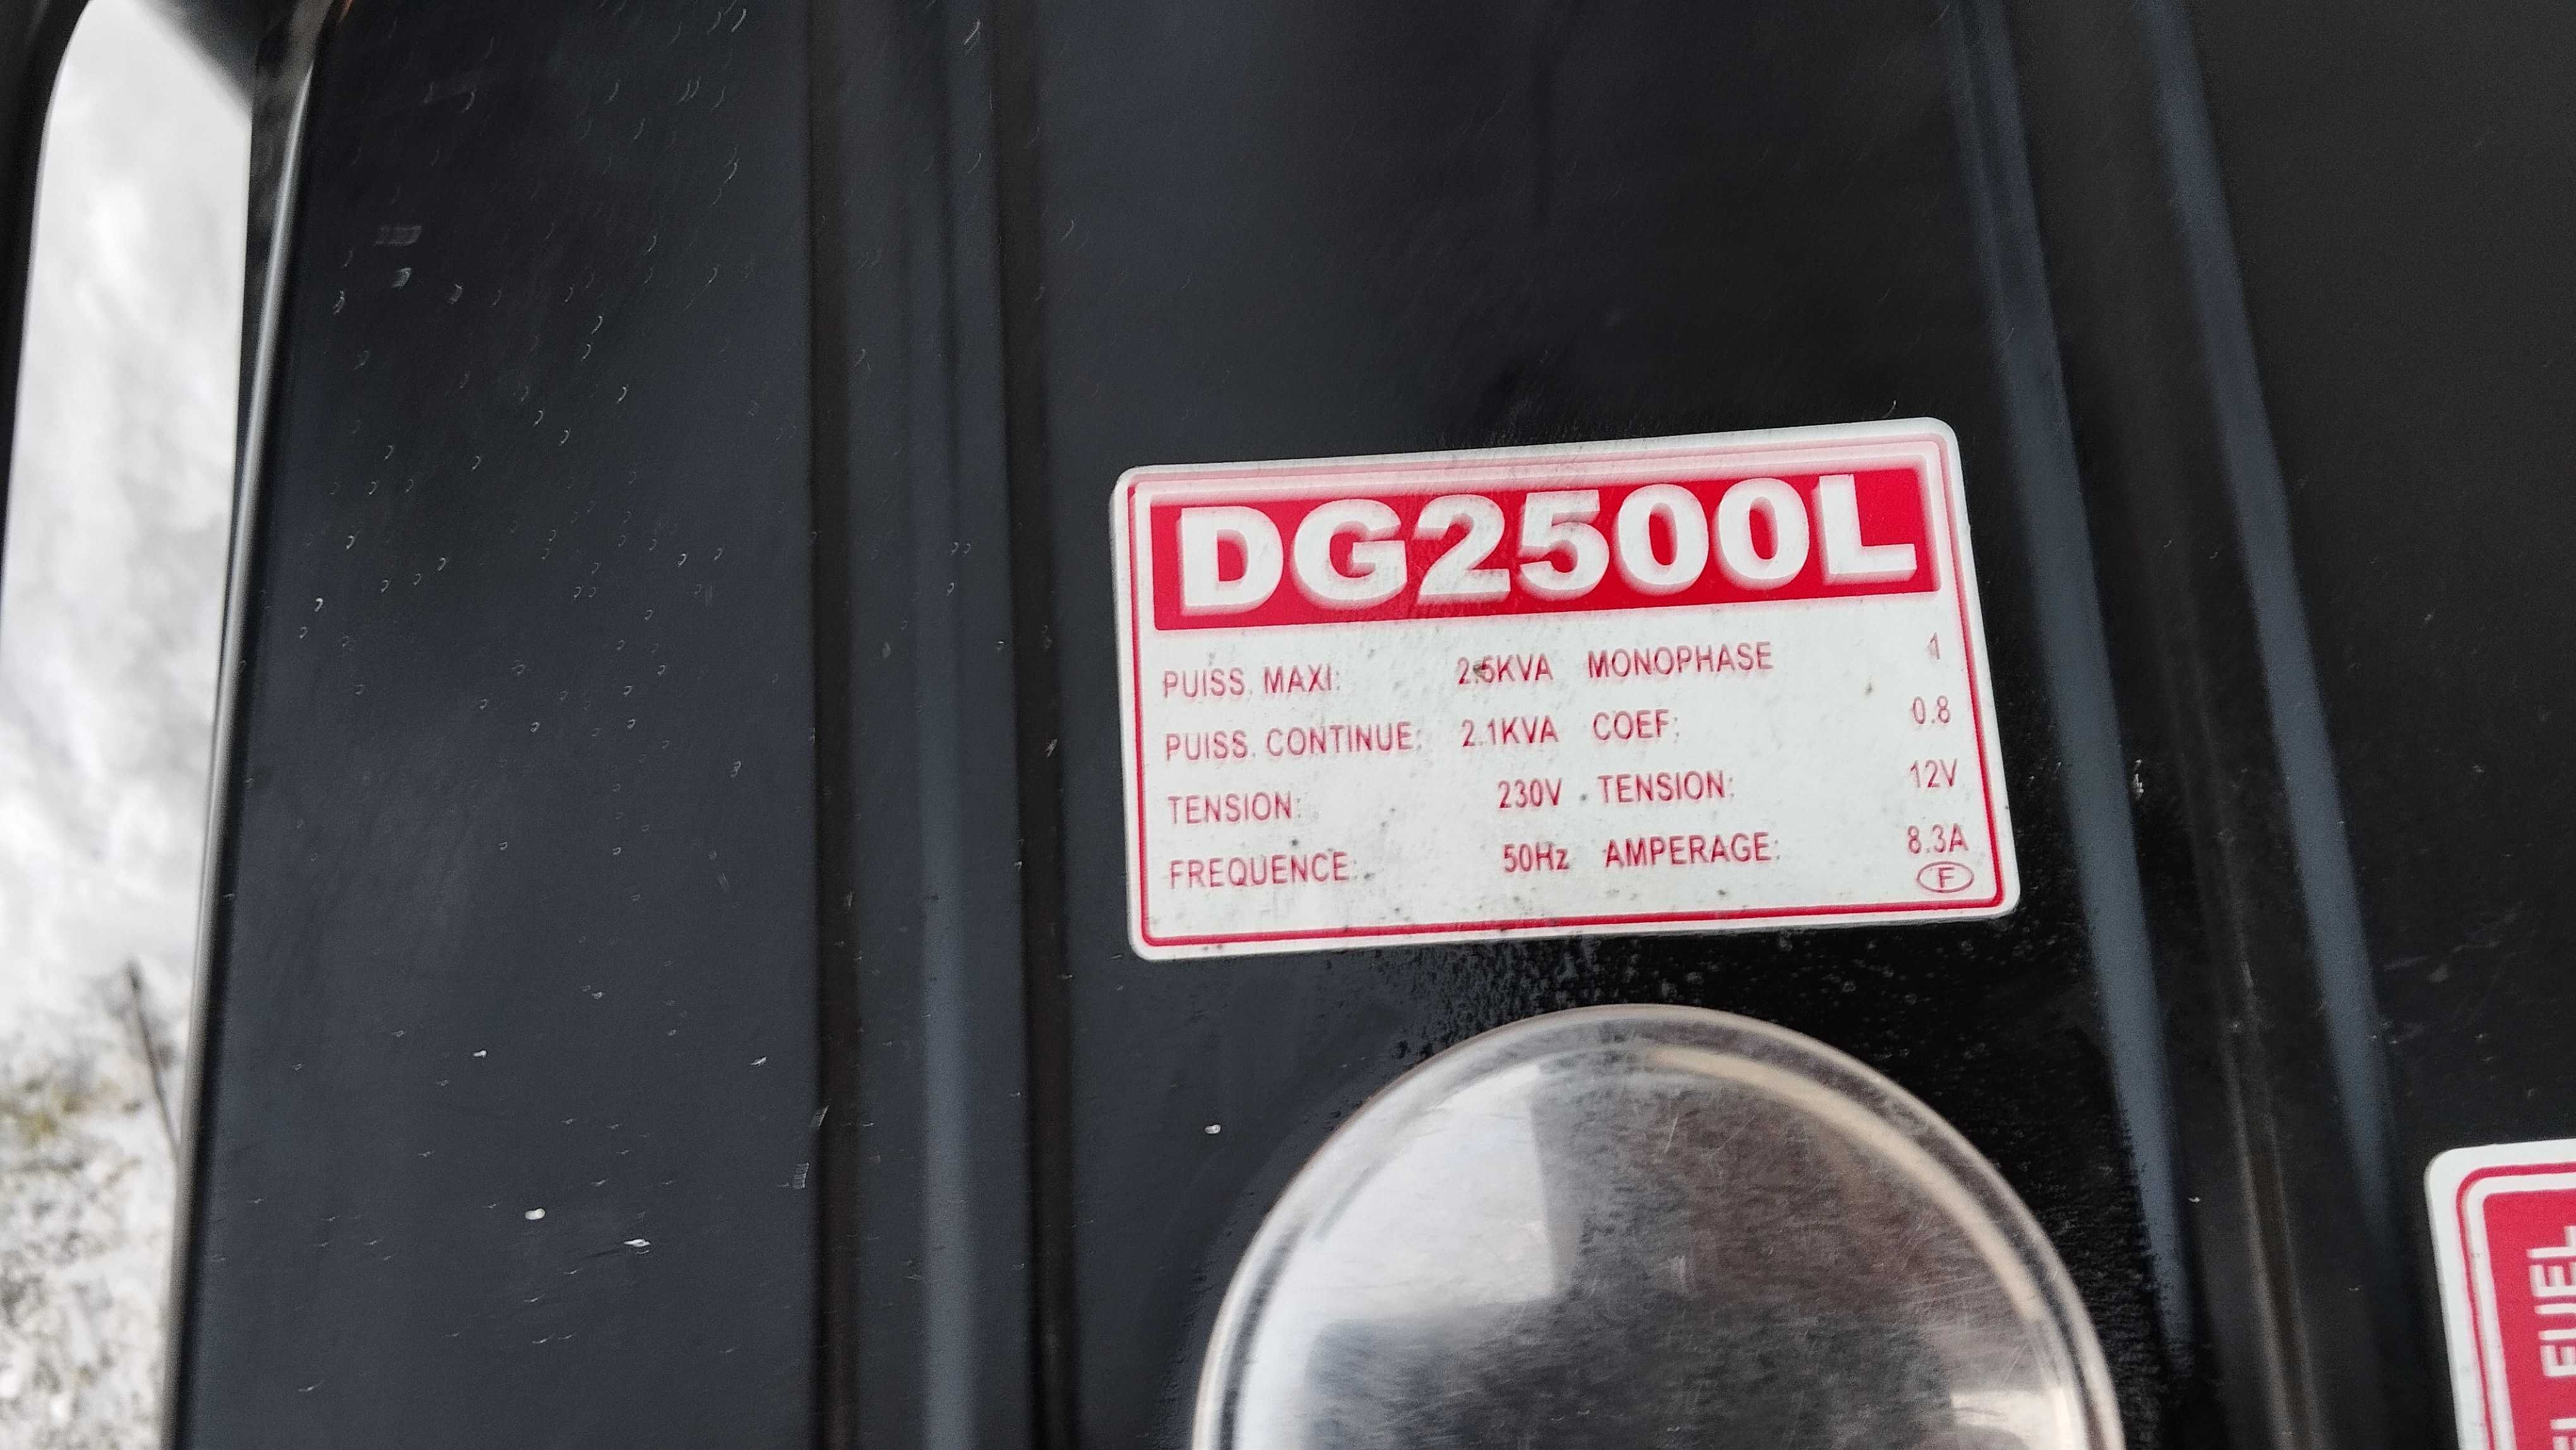 DG2500L
PUISS. MAXI: 2.5KVA MONOPHASE 1
PUISS. CONTINUE: 2.1KVA COEF: 0.8
TENSION: 230V TENSION: 12V
FREQUENCE: 50Hz AMPERAGE: 8.3A
F
FUEL